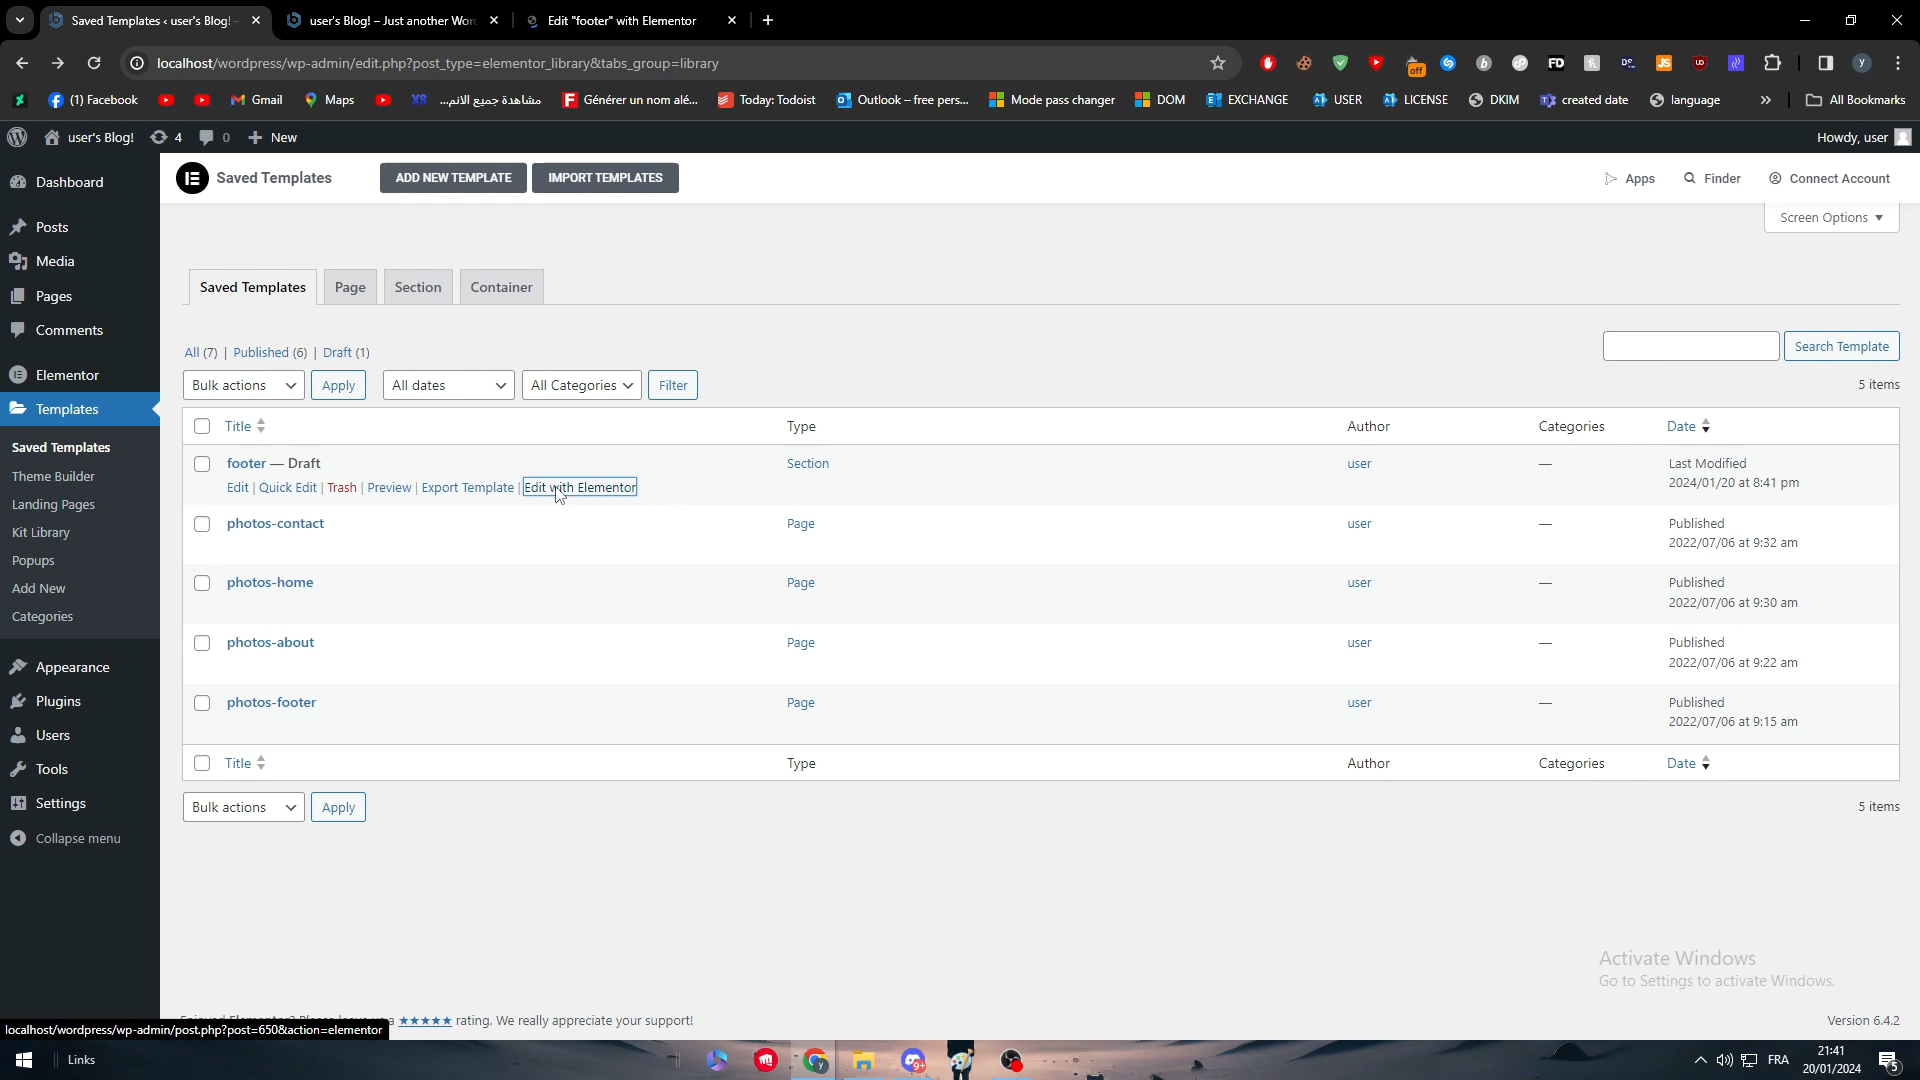 Saved Templates ‹ user's Blog! –
user's Blog! – Just another Wor
Edit "footer" with Elementor
localhost/wordpress/wp-admin/edit.php?post_type=elementor_library&tabs_group=library
off
FD
JS
y
(1) Facebook
Gmail
Maps
XS
مشاهدة جميع الانم...
Générer un nom alé...
Today: Todoist
Outlook – free pers...
Mode pass changer
DOM
EXCHANGE
USER
LICENSE
DKIM
created date
language
»
All Bookmarks
user's Blog!
4
0
New
Howdy, user
Dashboard
Posts
Media
Pages
Comments
Elementor
Templates
Saved Templates
Theme Builder
Landing Pages
Kit Library
Popups
Add New
Categories
Appearance
Plugins
Users
Tools
Settings
Collapse menu
Saved Templates
ADD NEW TEMPLATE
IMPORT TEMPLATES
Apps
Finder
Connect Account
Screen Options
Saved Templates
Page
Section
Container
All (7) | Published (6) | Draft (1)
Search Template
Bulk actions
Apply
All dates
All Categories
Filter
5 items
Title Type Author Categories Date
footer — Draft Section user — Last Modified
2024/01/20 at 8:41 pm
Edit | Quick Edit | Trash | Preview | Export Template | Edit with Elementor
photos-contact Page user — Published
2022/07/06 at 9:32 am
photos-home Page user — Published
2022/07/06 at 9:30 am
photos-about Page user — Published
2022/07/06 at 9:22 am
photos-footer Page user — Published
2022/07/06 at 9:15 am
Title Type Author Categories Date
Bulk actions
Apply
5 items
Activate Windows
Go to Settings to activate Windows.
★★★★★ rating. We really appreciate your support!
Version 6.4.2
localhost/wordpress/wp-admin/post.php?post=650&action=elementor
Links
9+
FRA
21:41
20/01/2024
5